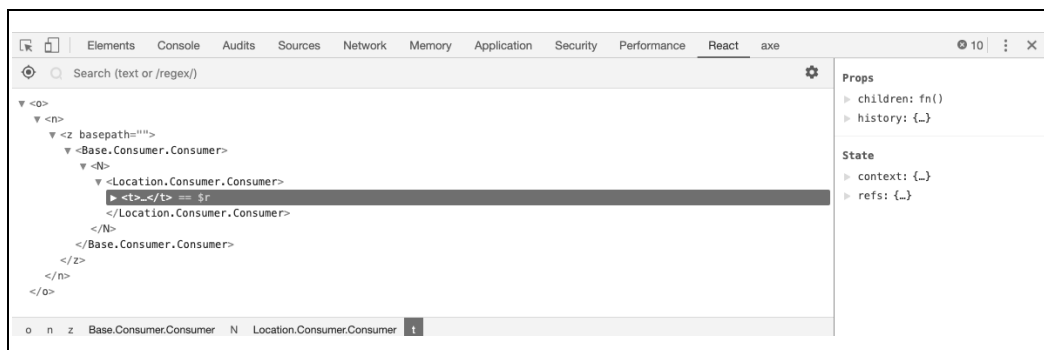 Elements Console Audits Sources Network Memory Application Security Performance React axe 10
Search (text or /regex/)
▼ <o>
▼ <n>
▼ <z basepath="">
▼ <Base.Consumer.Consumer>
▼ <N>
▼ <Location.Consumer.Consumer>
▶ <t>…</t> == $r
</Location.Consumer.Consumer>
</N>
</Base.Consumer.Consumer>
</z>
</n>
</o>
o n z Base.Consumer.Consumer N Location.Consumer.Consumer t
Props
▶ children: fn()
▶ history: {…}
State
▶ context: {…}
▶ refs: {…}